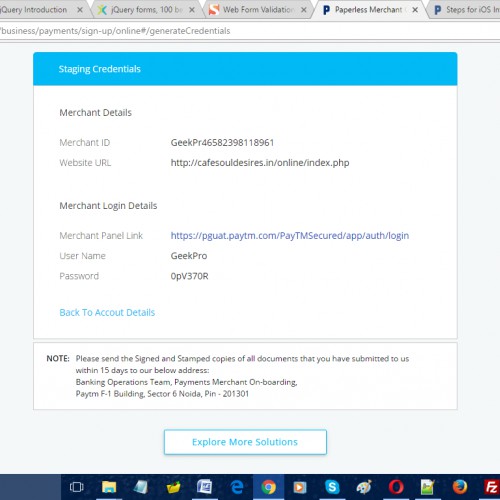 jQuery Introduction
jQuery forms, 100 be
Web Form Validation
Paperless Merchant
Steps for iOS In
/business/payments/sign-up/online#/generateCredentials
Staging Credentials
Merchant Details
Merchant ID GeekPr46582398118961
Website URL http://cafesouldesires.in/online/index.php
Merchant Login Details
Merchant Panel Link https://pguat.paytm.com/PayTMSecured/app/auth/login
User Name GeekPro
Password 0pV370R
Back To Accout Details
NOTE: Please send the Signed and Stamped copies of all documents that you have submitted to us
within 15 days to our below address:
Banking Operations Team, Payments Merchant On-boarding,
Paytm F-1 Building, Sector 6 Noida, Pin - 201301
Explore More Solutions